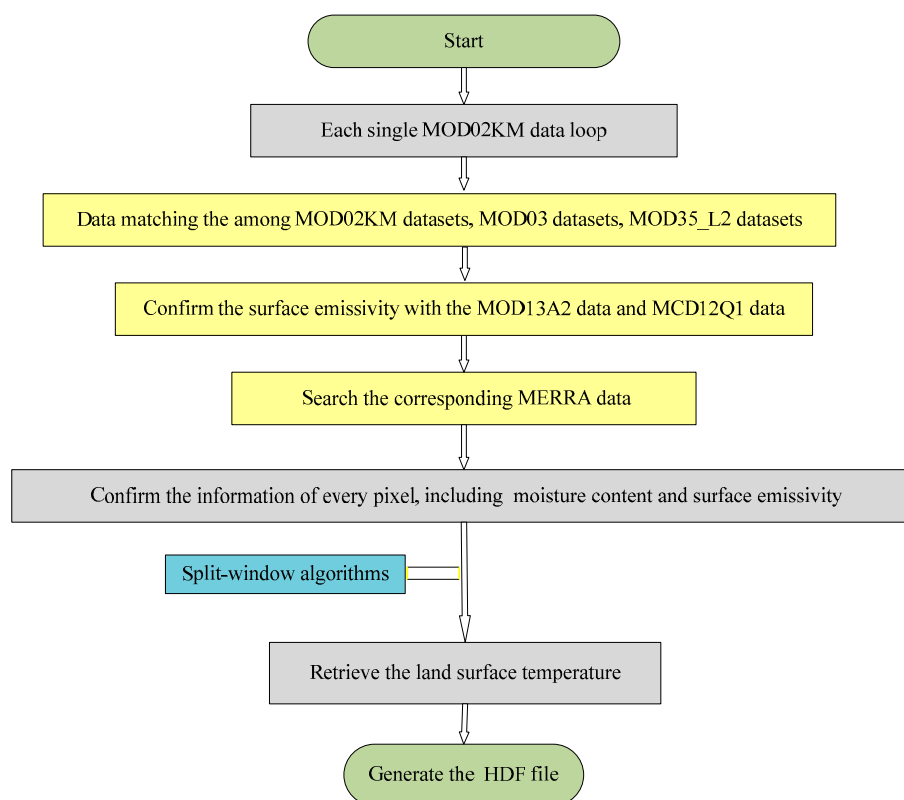 Start
Each single MOD02KM data loop
Data matching the among MOD02KM datasets, MOD03 datasets, MOD35_L2 datasets
Confirm the surface emissivity with the MOD13A2 data and MCD12Q1 data
Search the corresponding MERRA data
Confirm the information of every pixel, including moisture content and surface emissivity
Split-window algorithms
Retrieve the land surface temperature
Generate the HDF file